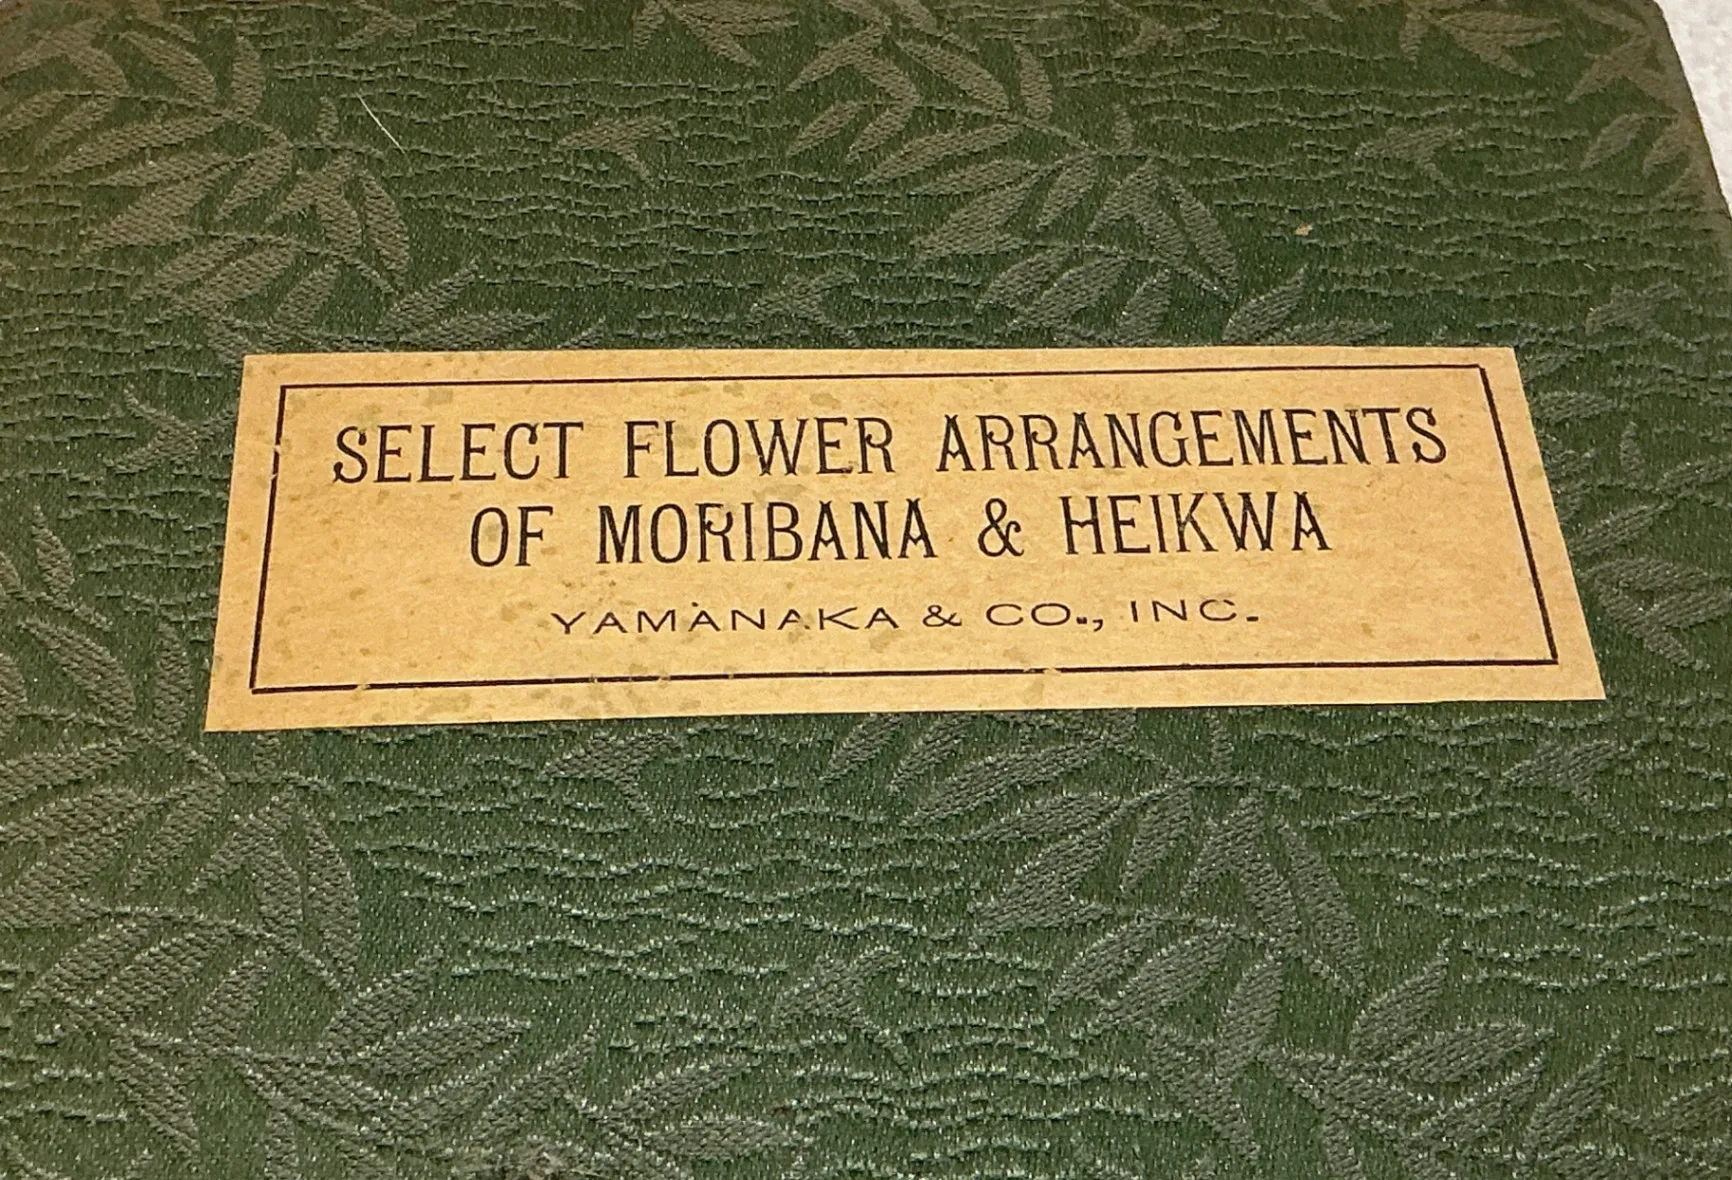 SELECT FLOWER ARRANGEMENTS
OF MORIBANA & HEIKWA
YAMANAKA & CO., INC.